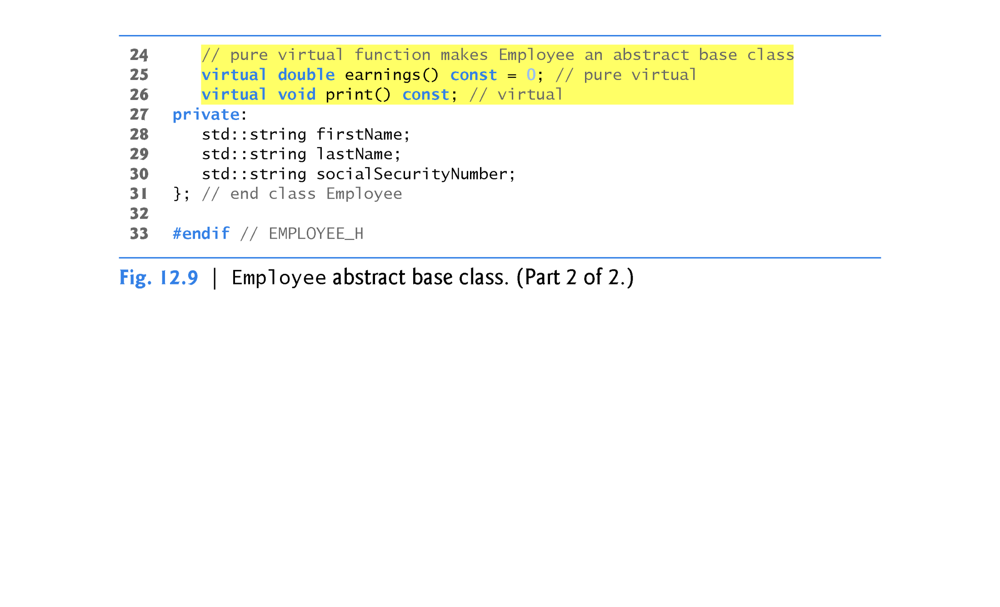 24 // pure virtual function makes Employee an abstract base class
25 virtual double earnings() const = 0; // pure virtual
26 virtual void print() const; // virtual
27 private:
28 std::string firstName;
29 std::string lastName;
30 std::string socialSecurityNumber;
31 }; // end class Employee
32
33 #endif // EMPLOYEE_H
Fig. 12.9 | Employee abstract base class. (Part 2 of 2.)